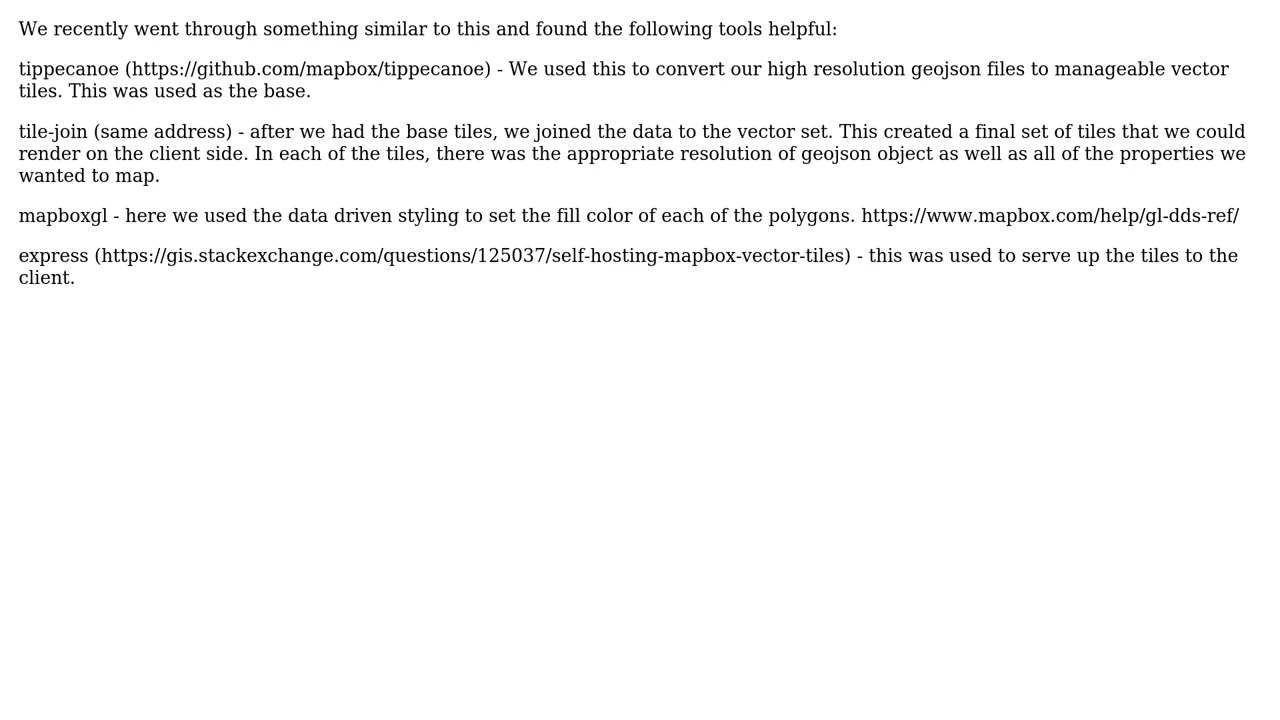 We recently went through something similar to this and found the following tools helpful:
tippecanoe (https://github.com/mapbox/tippecanoe) - We used this to convert our high resolution geojson files to manageable vector
tiles. This was used as the base.
tile-join (same address) - after we had the base tiles, we joined the data to the vector set. This created a final set of tiles that we could
render on the client side. In each of the tiles, there was the appropriate resolution of geojson object as well as all of the properties we
wanted to map.
mapboxgl - here we used the data driven styling to set the fill color of each of the polygons. https://www.mapbox.com/help/gl-dds-ref/
express (https://gis.stackexchange.com/questions/125037/self-hosting-mapbox-vector-tiles) - this was used to serve up the tiles to the
client.